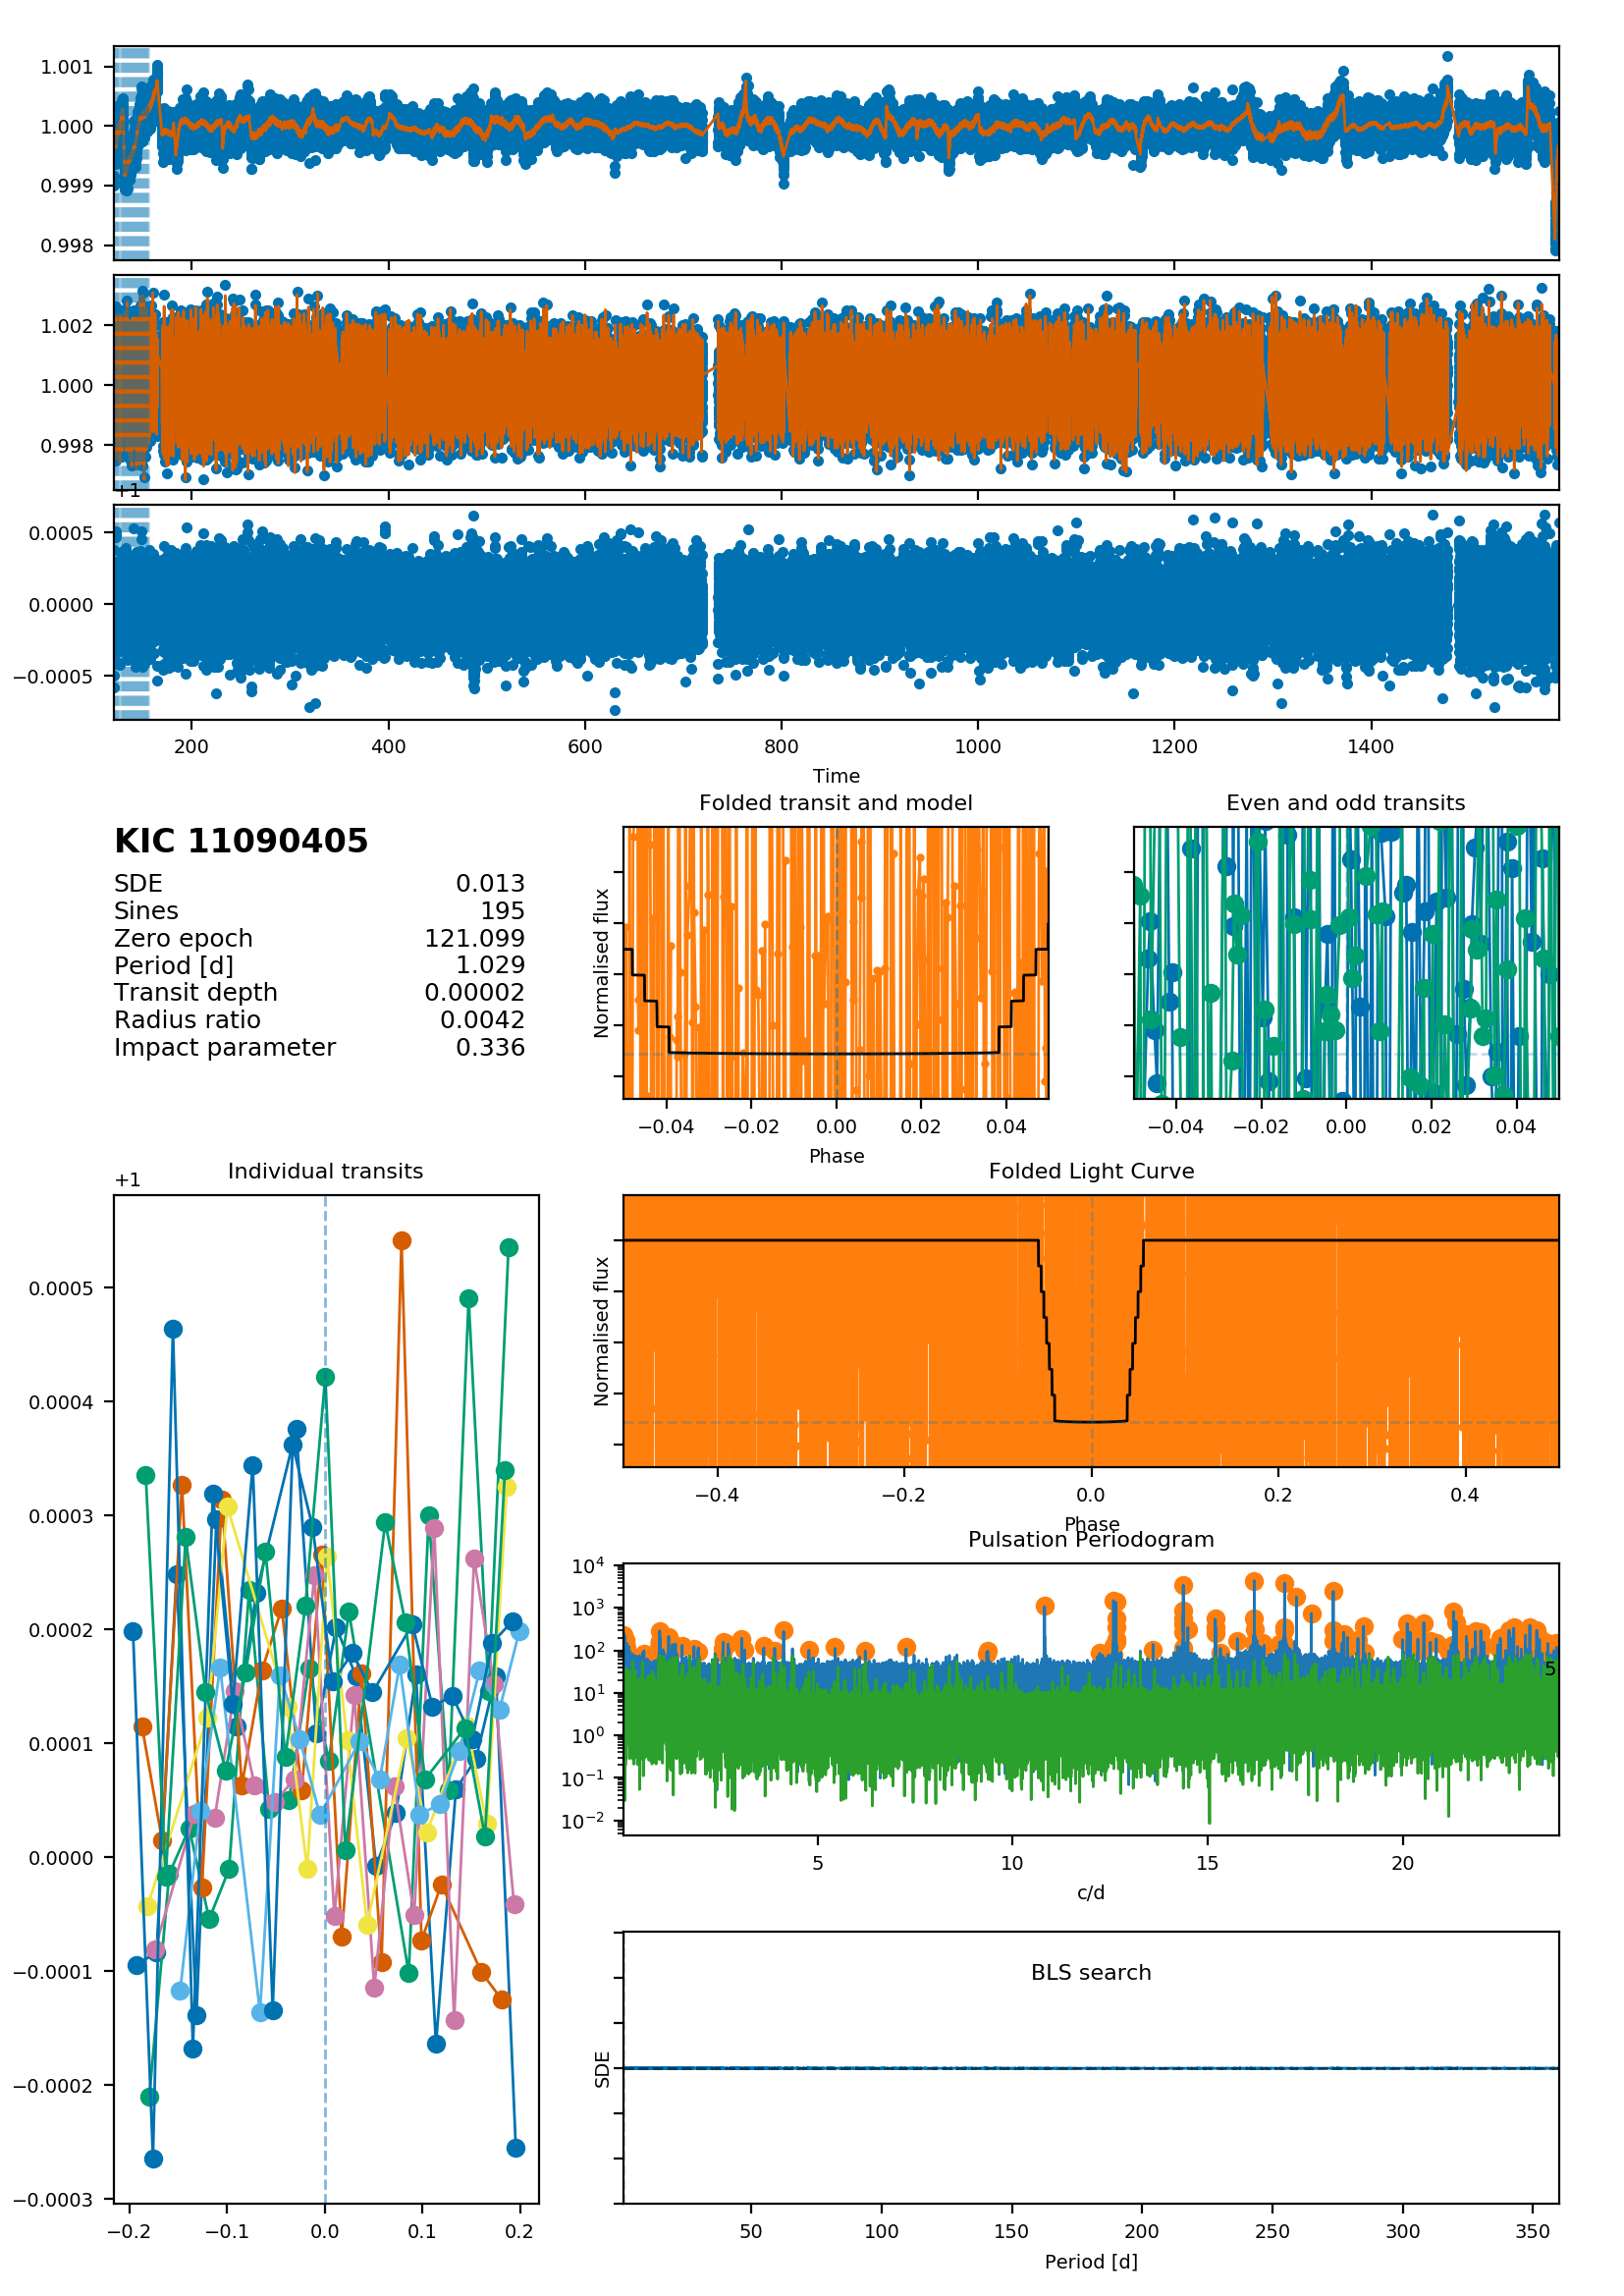 1.001
1.000
0.999
0.998
1.002
1.000
0.998
+1
0.0005
0.0000
−0.0005
200 400 600 800 1000 1200 1400
Time
KIC 11090405
SDE 0.013
Sines 195
Zero epoch 121.099
Period [d] 1.029
Transit depth 0.00002
Radius ratio 0.0042
Impact parameter 0.336
Folded transit and model
Normalised flux
−0.04 −0.02 0.00 0.02 0.04
Phase
Even and odd transits
−0.04 −0.02 0.00 0.02 0.04
Individual transits
+1
0.0005
0.0004
0.0003
0.0002
0.0001
0.0000
−0.0001
−0.0002
−0.0003
−0.2 −0.1 0.0 0.1 0.2
Folded Light Curve
Normalised flux
−0.4 −0.2 0.0 0.2 0.4
Phase
Pulsation Periodogram
10⁴
10³
10²
10¹
10⁰
10⁻¹
10⁻²
5
5 10 15 20
c/d
BLS search
SDE
50 100 150 200 250 300 350
Period [d]